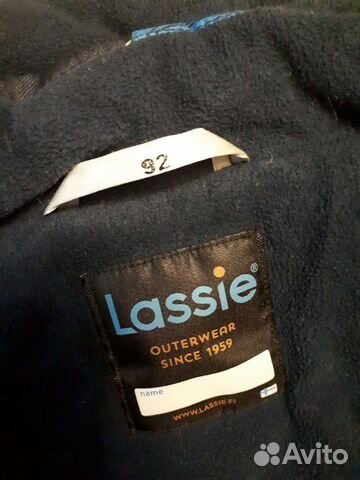 92
Lassie®
OUTERWEAR
SINCE 1959
name
WWW.LASSIE.FI
Avito